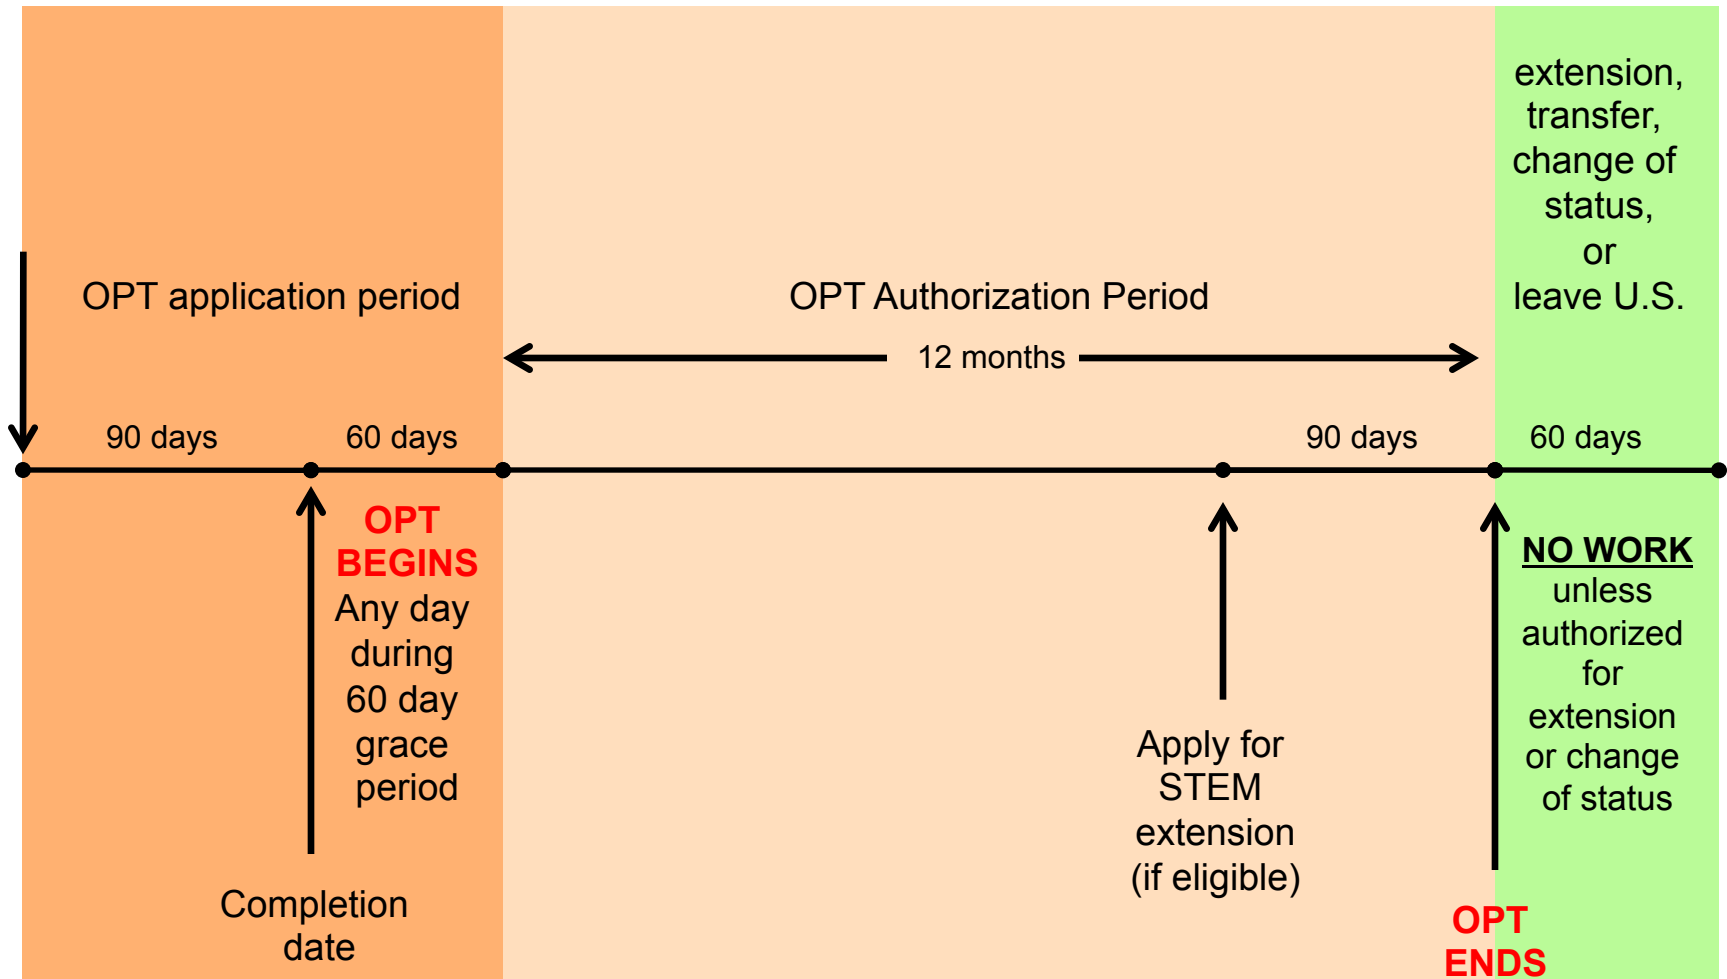 OPT application period
90 days
60 days
OPT
BEGINS
Any day
during
60 day
grace
period
Completion
date
OPT Authorization Period
12 months
90 days
Apply for
STEM
extension
(if eligible)
OPT
ENDS
extension,
transfer,
change of
status,
or
leave U.S.
60 days
NO WORK
unless
authorized
for
extension
or change
of status